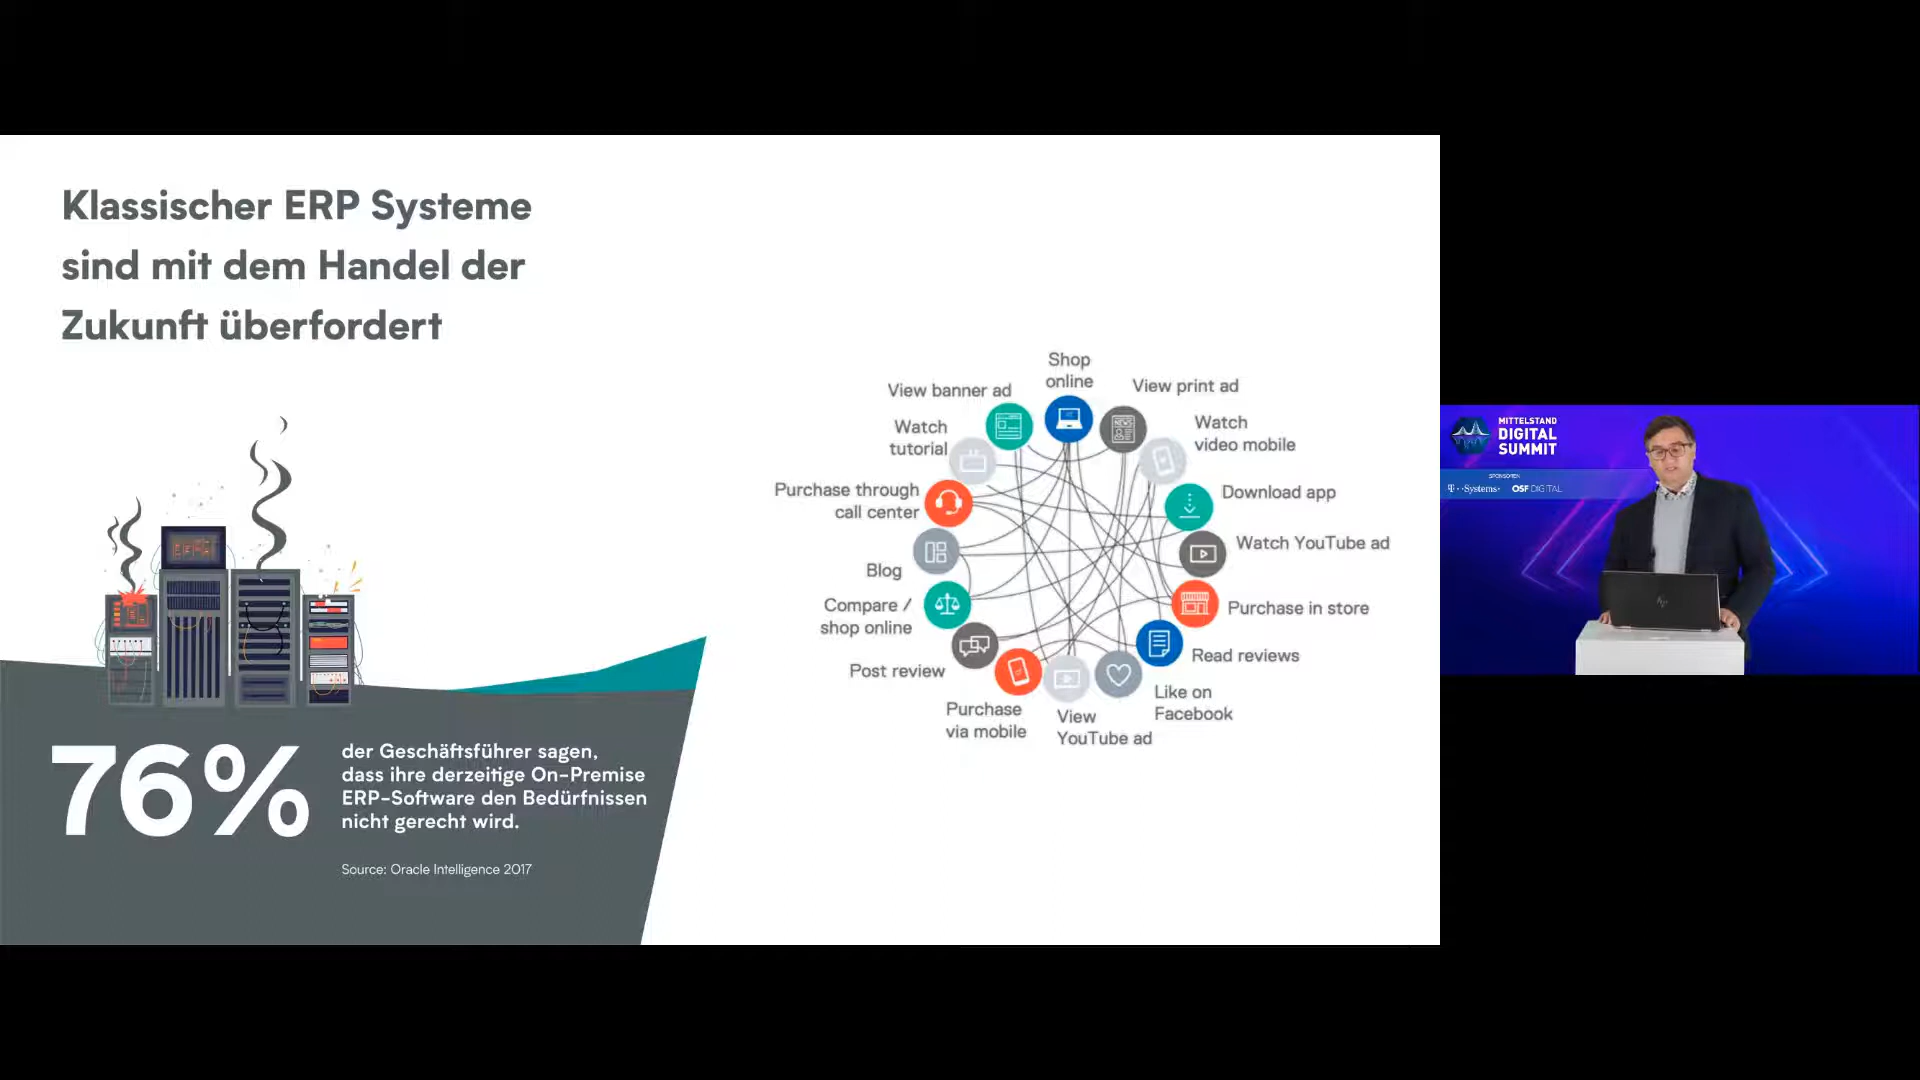 Klassischer ERP Systeme
sind mit dem Handel der
Zukunft überfordert
76%
der Geschäftsführer sagen,
dass ihre derzeitige On-Premise
ERP-Software den Bedürfnissen
nicht gerecht wird.
Source: Oracle Intelligence 2017
Shop
online
View banner ad
View print ad
Watch
tutorial
Watch
video mobile
Purchase through
call center
Download app
Watch YouTube ad
Blog
Compare /
shop online
Purchase in store
Post review
Read reviews
Purchase
via mobile
View
YouTube ad
Like on
Facebook
NEWS
MITTELSTAND
DIGITAL
SUMMIT
SPONSOREN
T··Systems·
OSF DIGITAL
hp